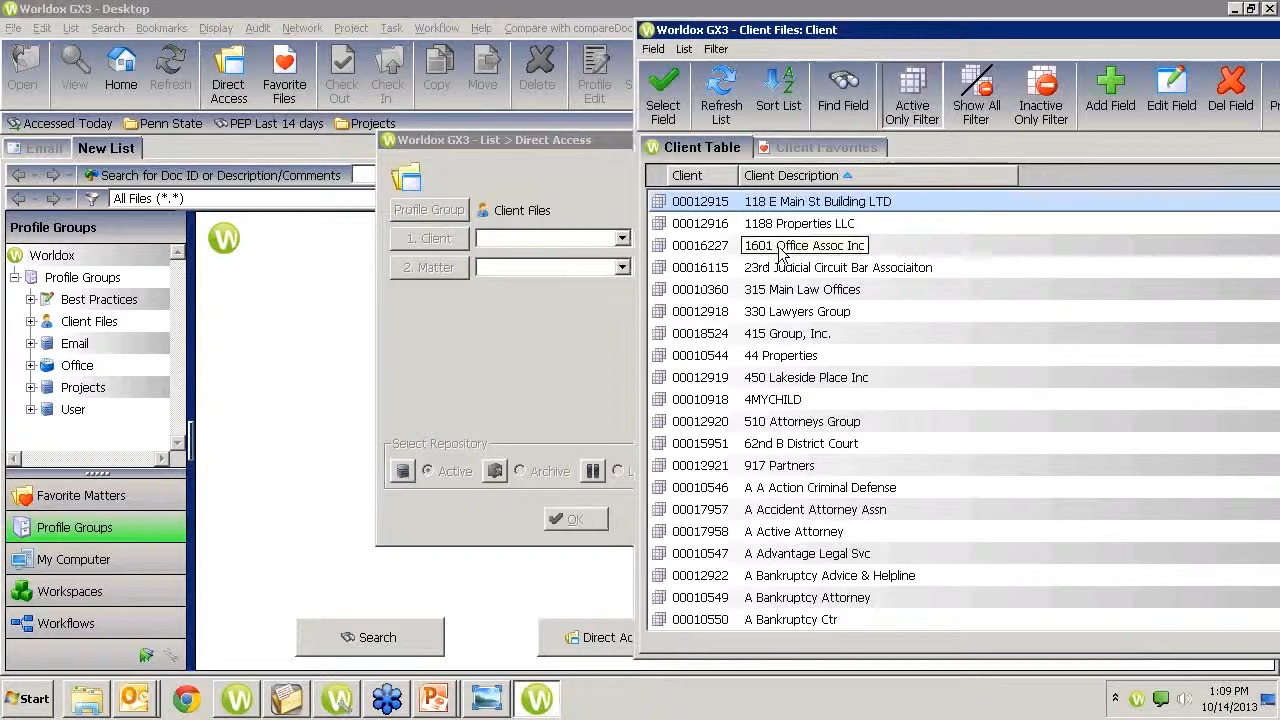 Worldox GX3 - Desktop
File Edit List Search Bookmarks Display Audit Network Project Task Workflow Help Compare with compareDoc
Home Refresh Direct Access Favorite Files Check Out Check In Copy Move Delete Profile Edit
Accessed Today Penn State PEP Last 14 days Projects
Email New List
Search for Doc ID or Description/Comments
All Files (*.*)
Profile Groups
Worldox
Profile Groups
Best Practices
Client Files
Email
Office
Projects
User
Favorite Matters
Profile Groups
My Computer
Workspaces
Workflows
Worldox GX3 - List > Direct Access
Profile Group Client Files
1. Client
2. Matter
Select Repository
Active Archive
OK
Search
Direct Ac
Worldox GX3 - Client Files: Client
Field List Filter
Select Field Refresh List Sort List Find Field Active Only Filter Show All Filter Inactive Only Filter Add Field Edit Field Del Field
Client Table Client Favorites
Client Client Description
00012915 118 E Main St Building LTD
00012916 1188 Properties LLC
00016227 1601 Office Assoc Inc
00016115 23rd Judicial Circuit Bar Associaiton
00010360 315 Main Law Offices
00012918 330 Lawyers Group
00018524 415 Group, Inc.
00010544 44 Properties
00012919 450 Lakeside Place Inc
00010918 4MYCHILD
00012920 510 Attorneys Group
00015951 62nd B District Court
00012921 917 Partners
00010546 A A Action Criminal Defense
00017957 A Accident Attorney Assn
00017958 A Active Attorney
00010547 A Advantage Legal Svc
00012922 A Bankruptcy Advice & Helpline
00010549 A Bankruptcy Attorney
00010550 A Bankruptcy Ctr
Start
1:09 PM
10/14/2013